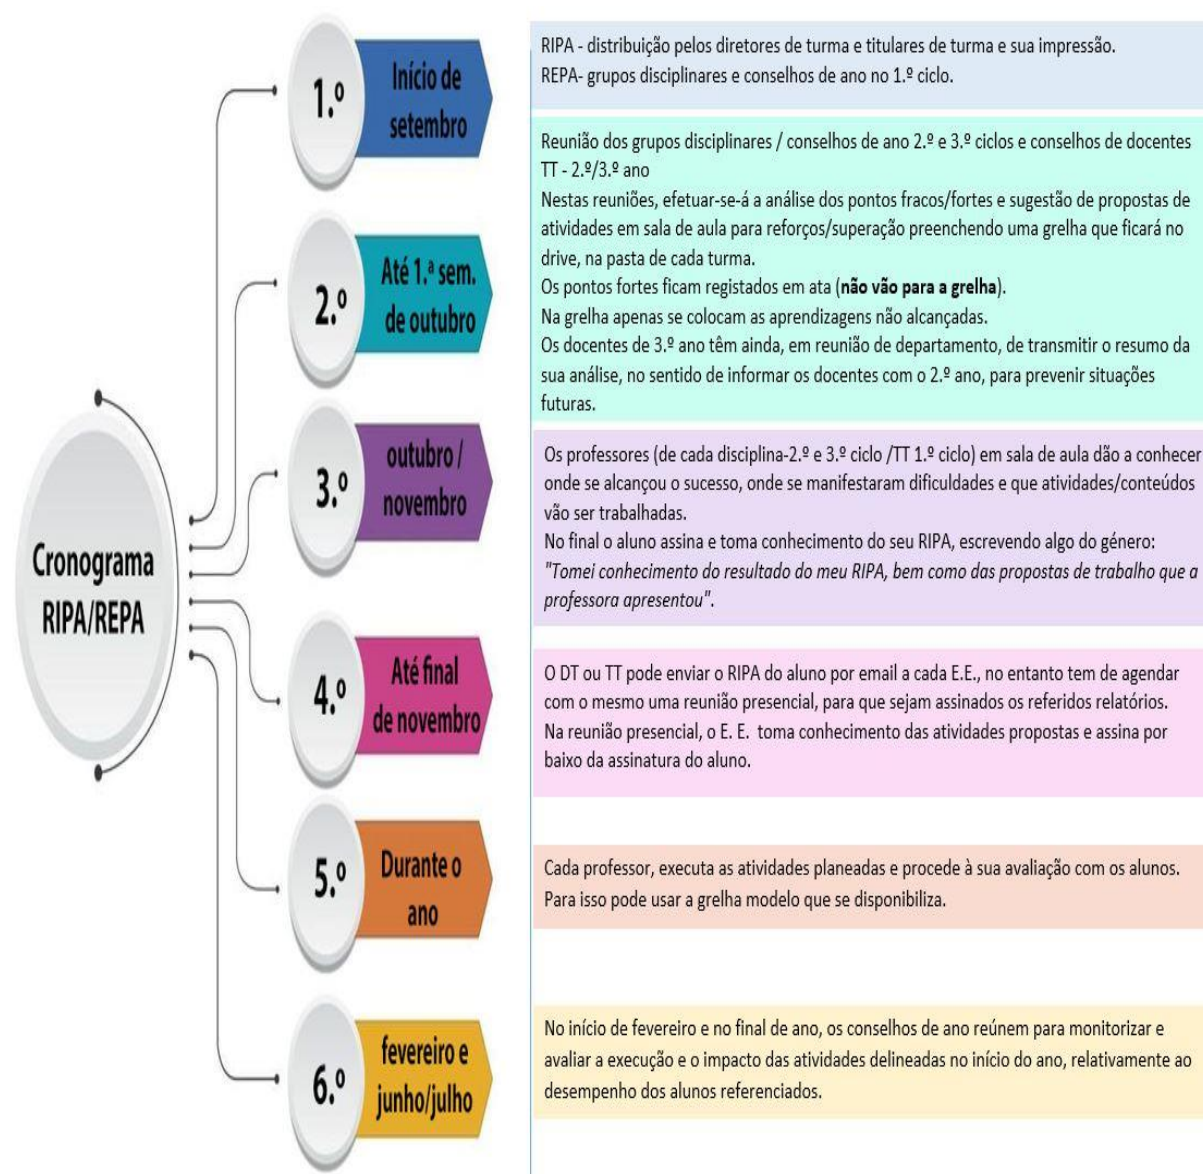 Cronograma
RIPA/REPA
1.º
Início de
setembro
RIPA - distribuição pelos diretores de turma e titulares de turma e sua impressão.
REPA- grupos disciplinares e conselhos de ano no 1.º ciclo.
2.º
Até 1.ª sem.
de outubro
Reunião dos grupos disciplinares / conselhos de ano 2.º e 3.º ciclos e conselhos de docentes
TT - 2.º/3.º ano
Nestas reuniões, efetuar-se-á a análise dos pontos fracos/fortes e sugestão de propostas de
atividades em sala de aula para reforços/superação preenchendo uma grelha que ficará no
drive, na pasta de cada turma.
Os pontos fortes ficam registados em ata (não vão para a grelha).
Na grelha apenas se colocam as aprendizagens não alcançadas.
Os docentes de 3.º ano têm ainda, em reunião de departamento, de transmitir o resumo da
sua análise, no sentido de informar os docentes com o 2.º ano, para prevenir situações
futuras.
3.º
outubro /
novembro
Os professores (de cada disciplina-2.º e 3.º ciclo /TT 1.º ciclo) em sala de aula dão a conhecer
onde se alcançou o sucesso, onde se manifestaram dificuldades e que atividades/conteúdos
vão ser trabalhadas.
No final o aluno assina e toma conhecimento do seu RIPA, escrevendo algo do género:
"Tomei conhecimento do resultado do meu RIPA, bem como das propostas de trabalho que a
professora apresentou".
4.º
Até final
de novembro
O DT ou TT pode enviar o RIPA do aluno por email a cada E.E., no entanto tem de agendar
com o mesmo uma reunião presencial, para que sejam assinados os referidos relatórios.
Na reunião presencial, o E. E. toma conhecimento das atividades propostas e assina por
baixo da assinatura do aluno.
5.º
Durante o
ano
Cada professor, executa as atividades planeadas e procede à sua avaliação com os alunos.
Para isso pode usar a grelha modelo que se disponibiliza.
6.º
fevereiro e
junho/julho
No início de fevereiro e no final de ano, os conselhos de ano reúnem para monitorizar e
avaliar a execução e o impacto das atividades delineadas no início do ano, relativamente ao
desempenho dos alunos referenciados.